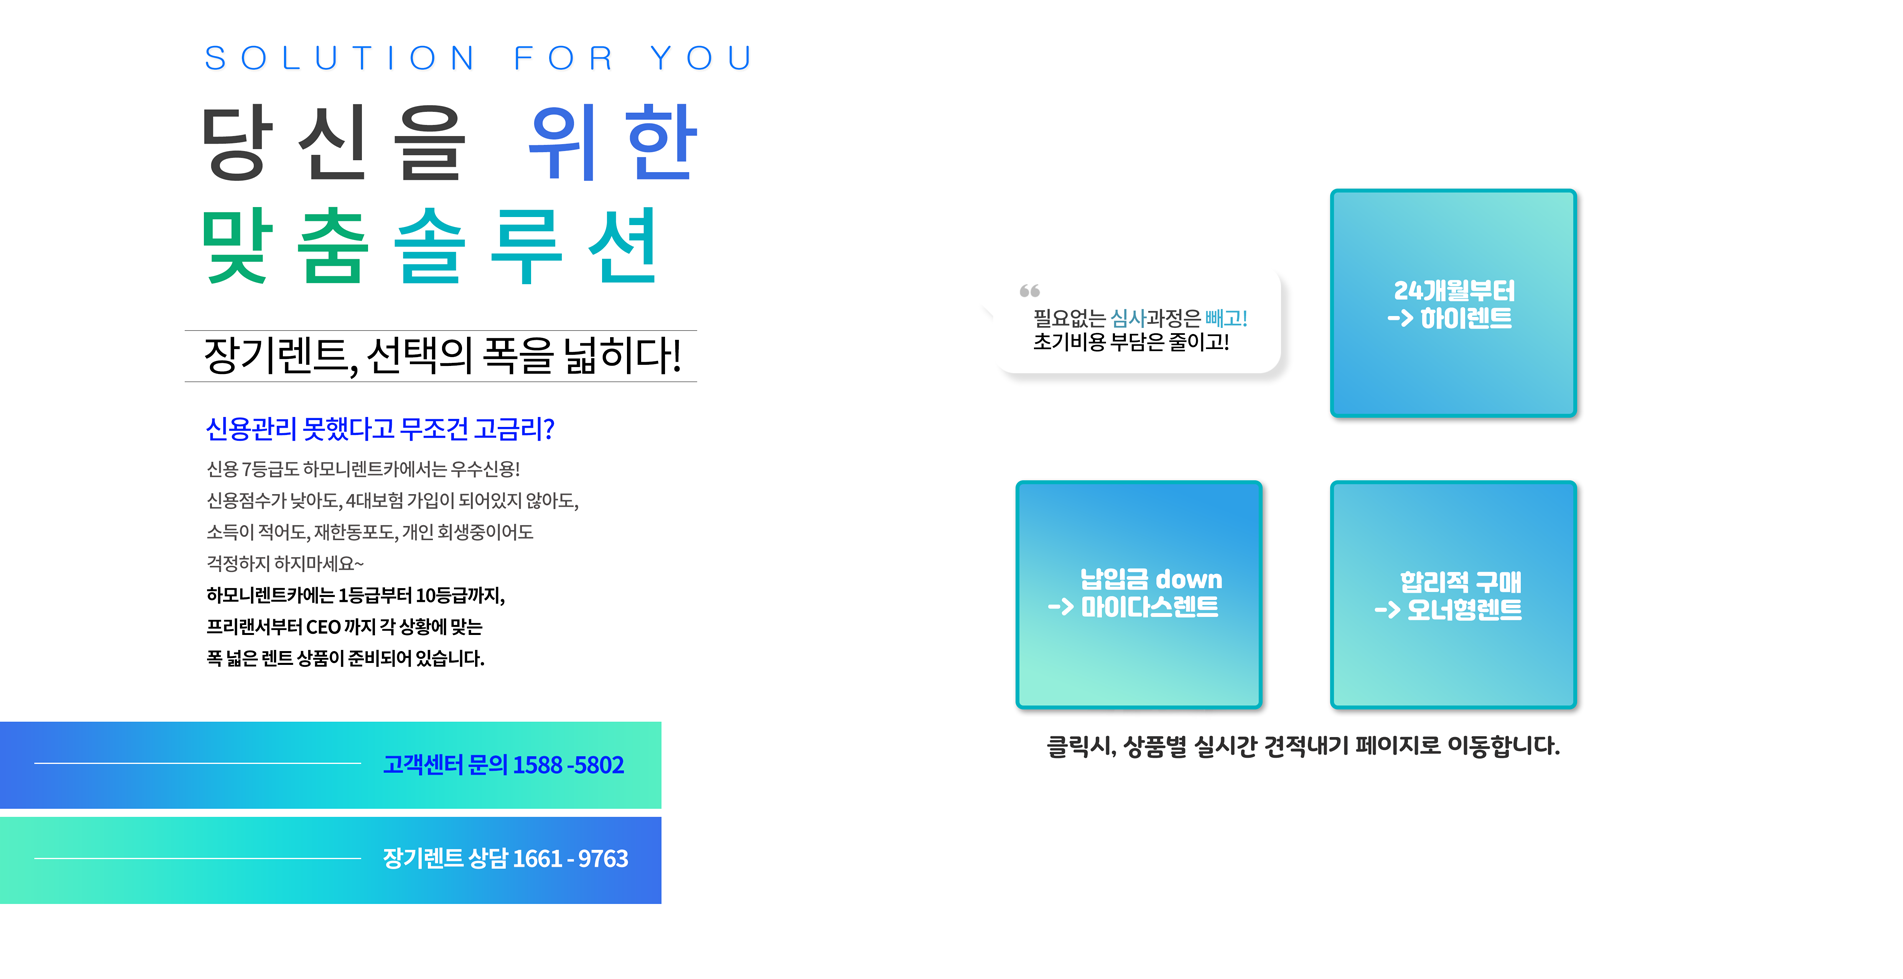 SOLUTION FOR YOU
당신을 위한
맞춤솔루션
장기렌트, 선택의 폭을 넓히다!
신용관리 못했다고 무조건 고금리?
신용 7등급도 하모니렌트카에서는 우수신용!
신용점수가 낮아도, 4대보험 가입이 되어있지 않아도,
소득이 적어도, 재한동포도, 개인 회생중이어도
걱정하지 하지마세요~
하모니렌트카에는 1등급부터 10등급까지,
프리랜서부터 CEO 까지 각 상황에 맞는
폭 넓은 렌트 상품이 준비되어 있습니다.
고객센터 문의 1588 -5802
장기렌트 상담 1661 - 9763
“
필요없는 심사과정은 빼고!
초기비용 부담은 줄이고!
24개월부터
-> 하이렌트
납입금 down
-> 마이다스렌트
합리적 구매
-> 오너형렌트
클릭시, 상품별 실시간 견적내기 페이지로 이동합니다.